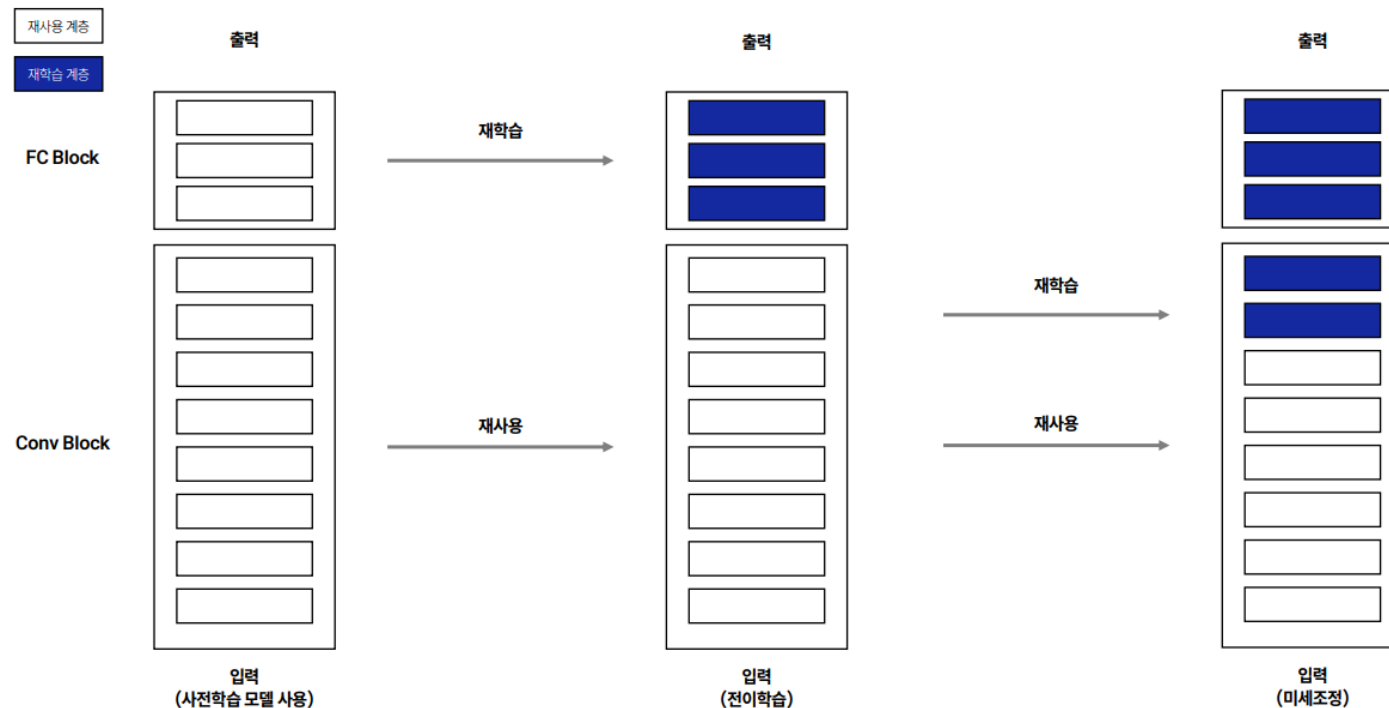 재사용 계층
재학습 계층
출력
출력
출력
FC Block
재학습
Conv Block
재사용
재학습
재사용
입력
(사전학습 모델 사용)
입력
(전이학습)
입력
(미세조정)